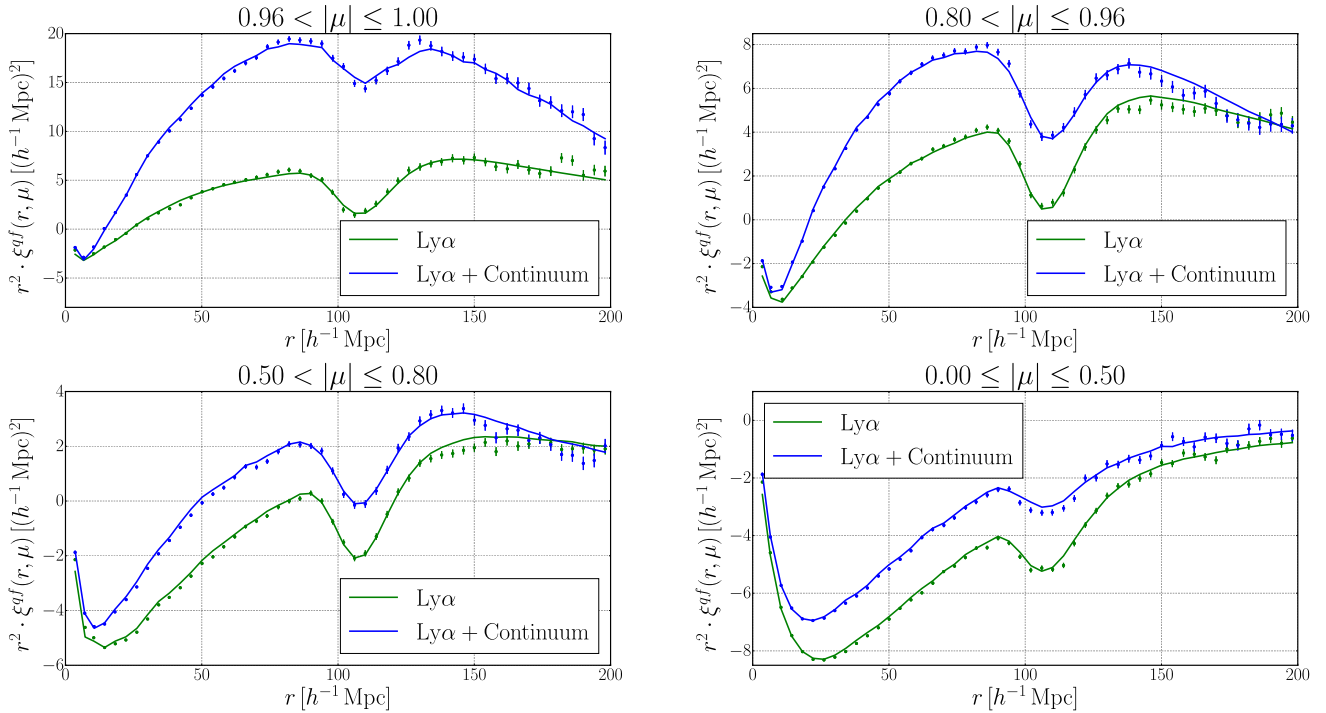 0.96 < |μ| ≤ 1.00
r² · ξ^{qf}(r, μ) [(h⁻¹ Mpc)²]
20
15
10
5
0
−5
0 50 100 150 200
r [h⁻¹ Mpc]
Lyα
Lyα + Continuum
0.80 < |μ| ≤ 0.96
r² · ξ^{qf}(r, μ) [(h⁻¹ Mpc)²]
8
6
4
2
0
−2
−4
0 50 100 150 200
r [h⁻¹ Mpc]
Lyα
Lyα + Continuum
0.50 < |μ| ≤ 0.80
r² · ξ^{qf}(r, μ) [(h⁻¹ Mpc)²]
4
2
0
−2
−4
−6
0 50 100 150 200
r [h⁻¹ Mpc]
Lyα
Lyα + Continuum
0.00 ≤ |μ| ≤ 0.50
r² · ξ^{qf}(r, μ) [(h⁻¹ Mpc)²]
0
−2
−4
−6
−8
0 50 100 150 200
r [h⁻¹ Mpc]
Lyα
Lyα + Continuum